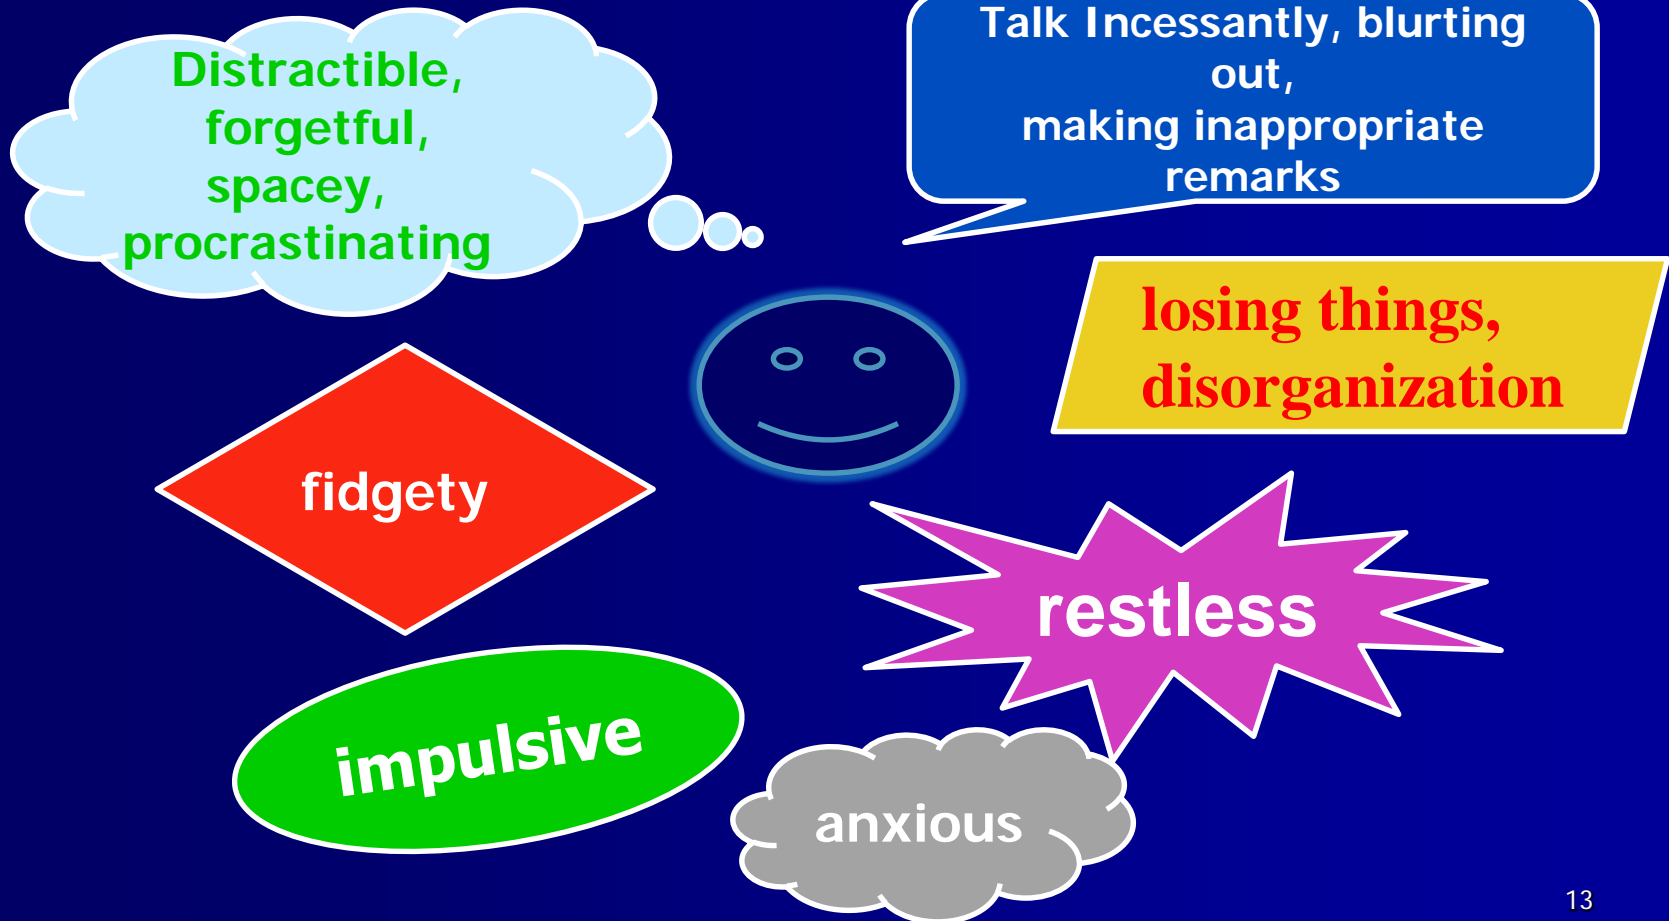 Distractible,
forgetful,
spacey,
procrastinating
Talk Incessantly, blurting
out,
making inappropriate
remarks
losing things,
disorganization
fidgety
restless
impulsive
anxious
13